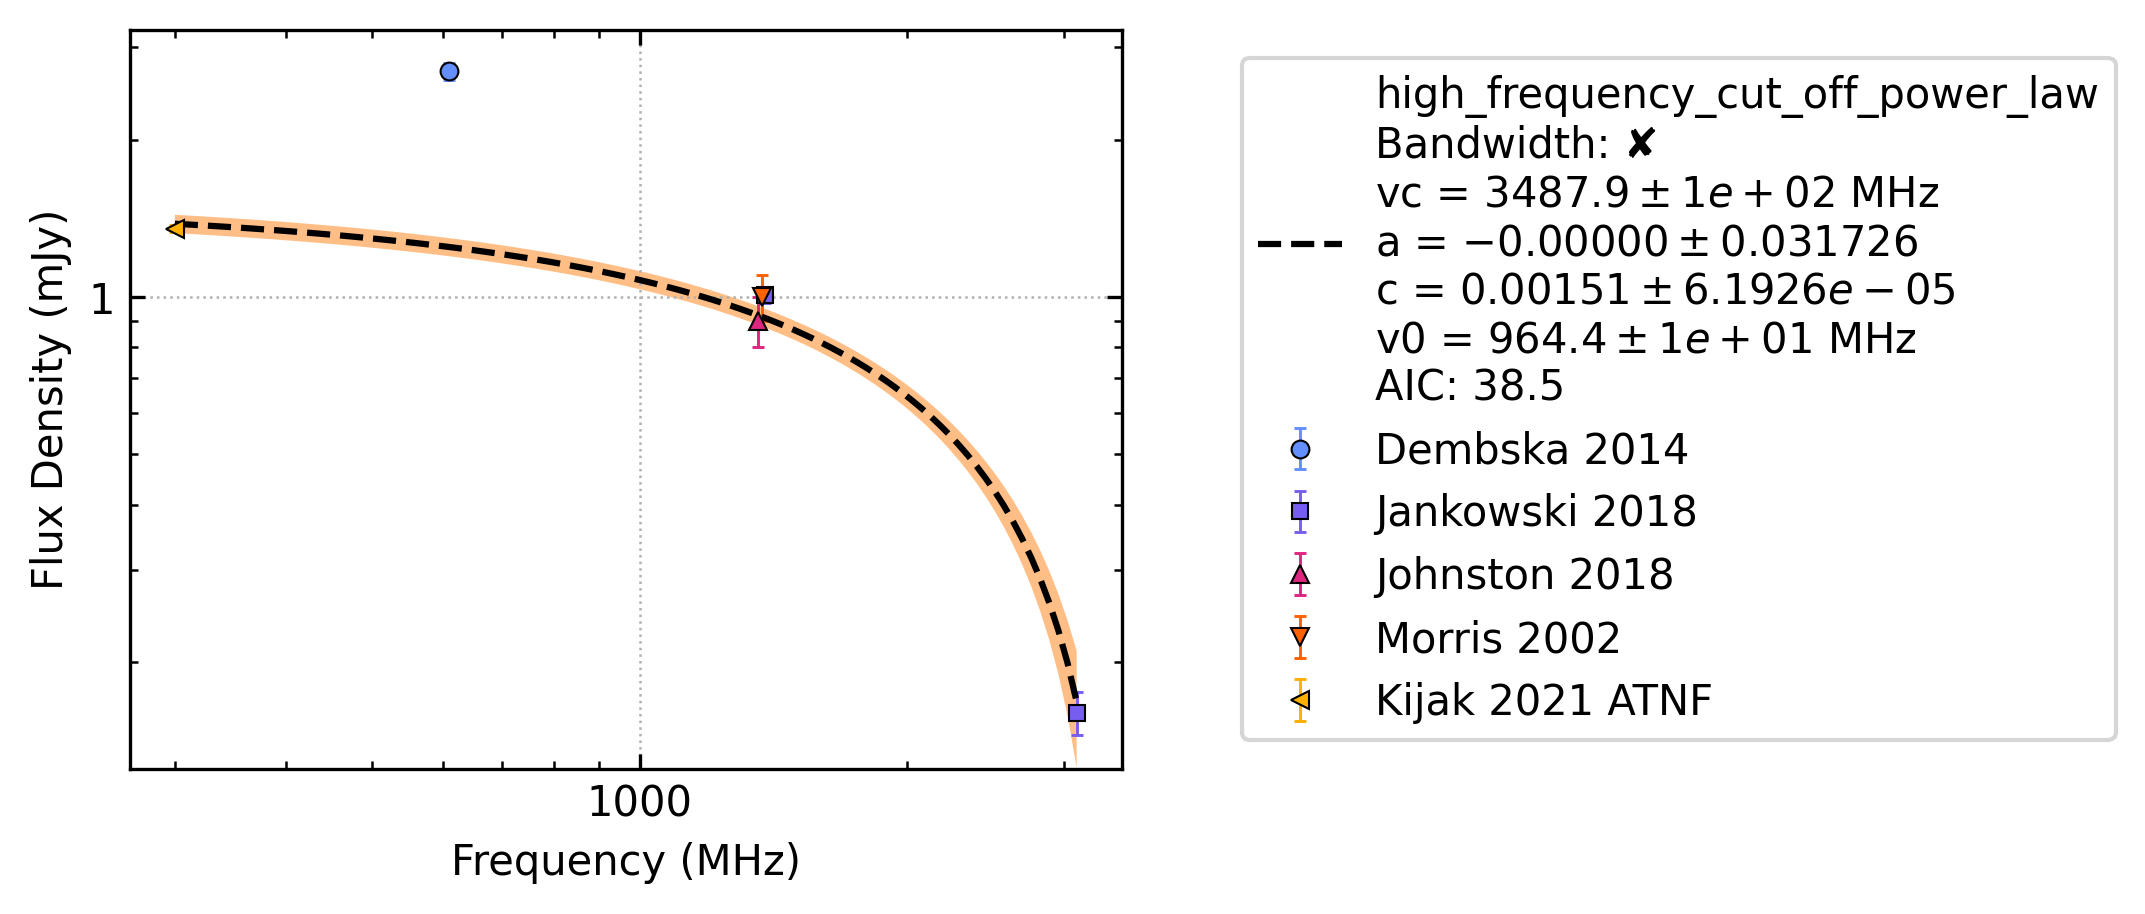 Flux Density (mJy)
1
1000
Frequency (MHz)
high_frequency_cut_off_power_law
Bandwidth: ✘
vc = 3487.9 ± 1e + 02 MHz
a = −0.00000 ± 0.031726
c = 0.00151 ± 6.1926e − 05
v0 = 964.4 ± 1e + 01 MHz
AIC: 38.5
Dembska 2014
Jankowski 2018
Johnston 2018
Morris 2002
Kijak 2021 ATNF